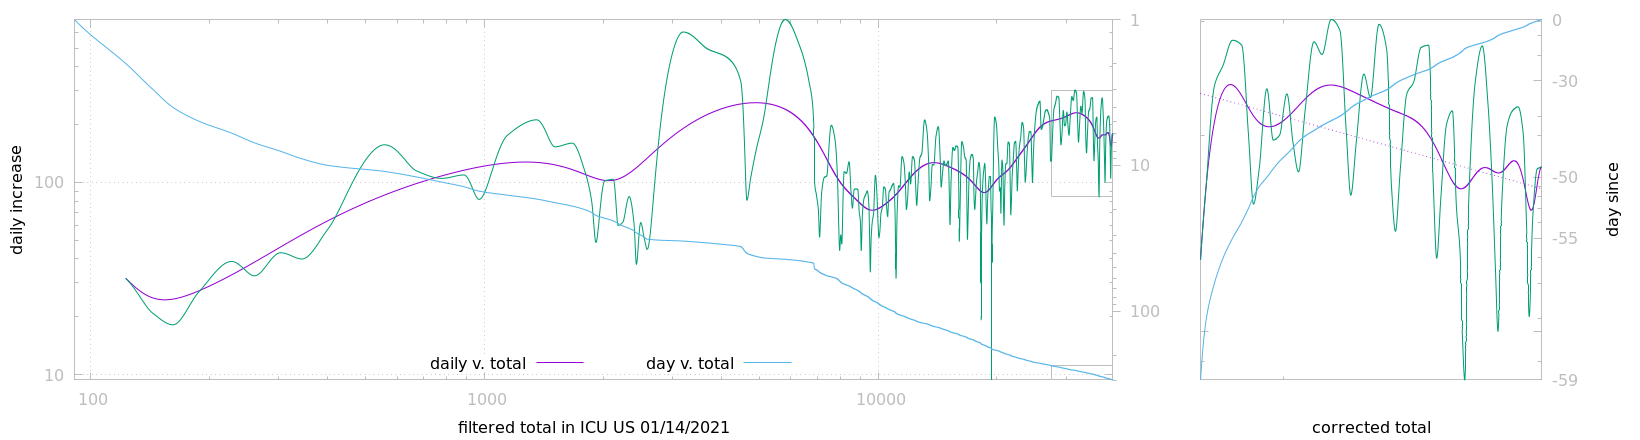 daily increase
100
10
daily v. total
day v. total
100
1000
10000
filtered total in ICU US 01/14/2021
1
10
100
0
-30
-50
-55
-59
day since
corrected total